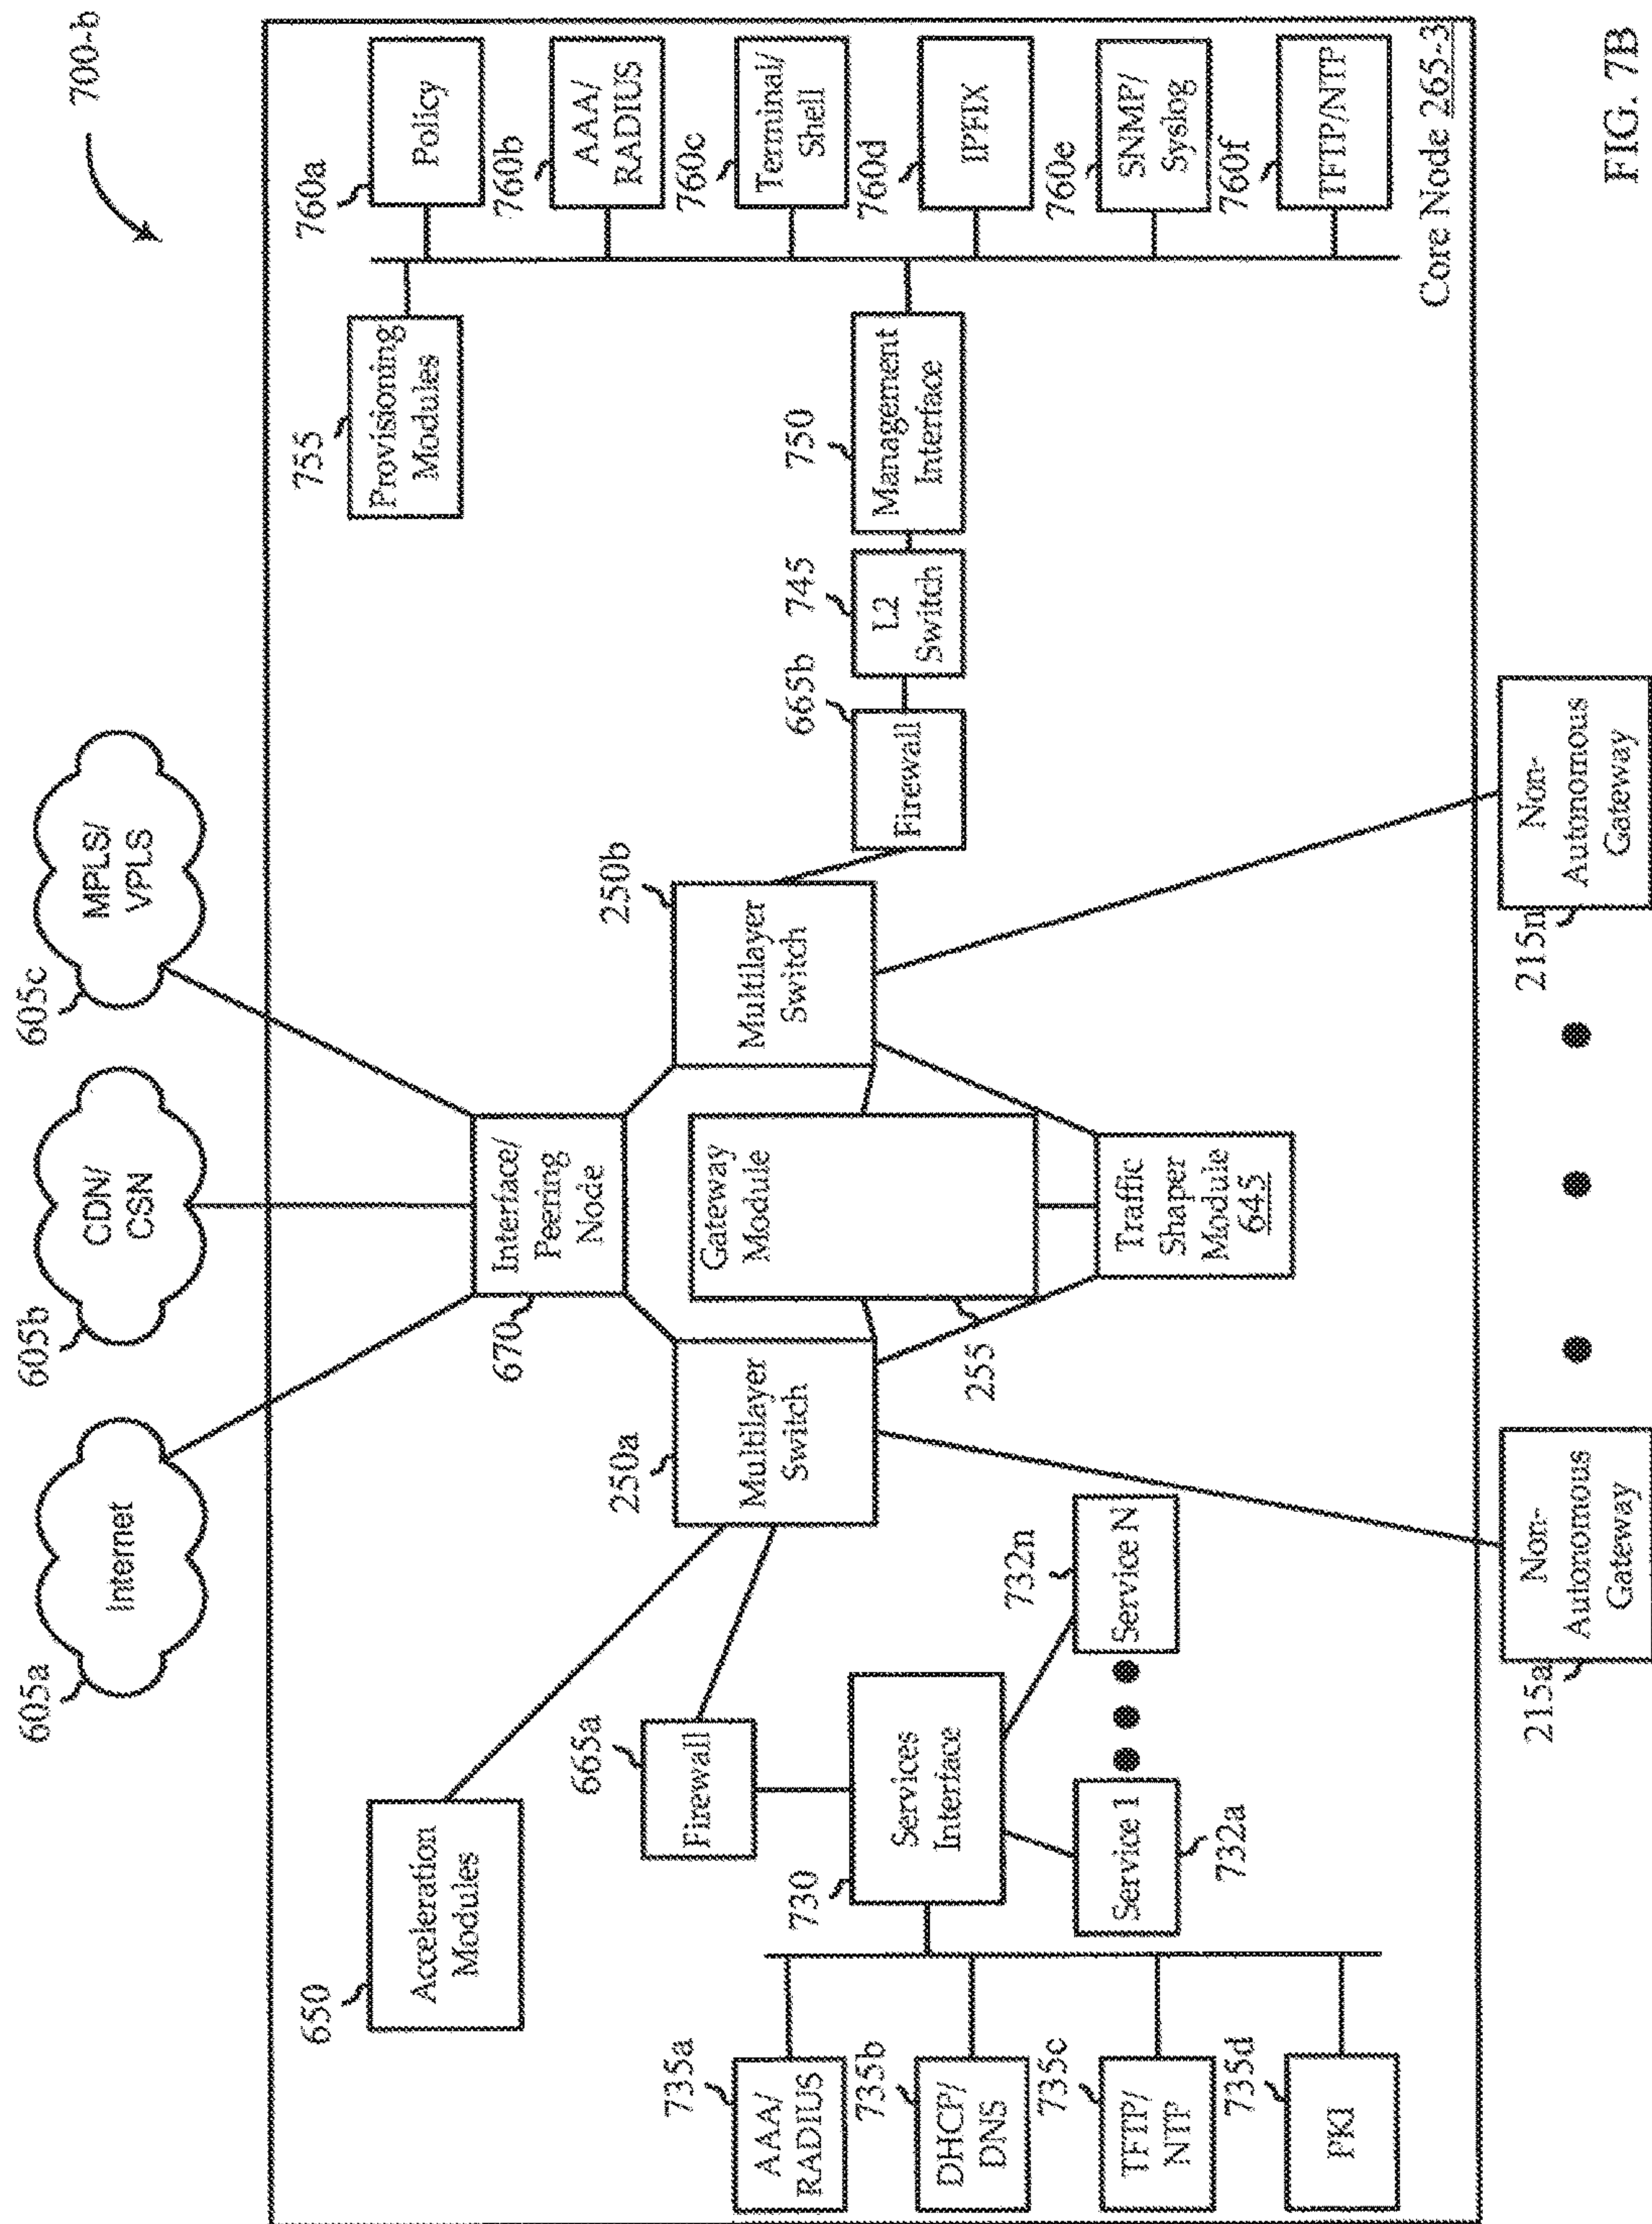 700-b
605a
Internet
605b
CDN/
CSN
605c
MPLS/
VPLS
650
Acceleration
Modules
670
Interface/
Peering
Node
755
Provisioning
Modules
760a
Policy
760b
AAA/
RADIUS
760c
Terminal/
Shell
760d
IPFIX
760e
SNMP/
Syslog
760f
TFTP/NTP
665a
Firewall
250a
Multilayer
Switch
Gateway
Module
255
250b
Multilayer
Switch
665b
Firewall
745
L2
Switch
750
Management
Interface
735a
AAA/
RADIUS
735b
DHCP/
DNS
735c
TFTP/
NTP
735d
PKI
730
Services
Interface
Service 1
732a
732n
Service N
Traffic
Shaper
Module
645
Core Node 265-3
215a
Non-
Autonomous
Gateway
215n
Non-
Autonomous
Gateway
FIG. 7B